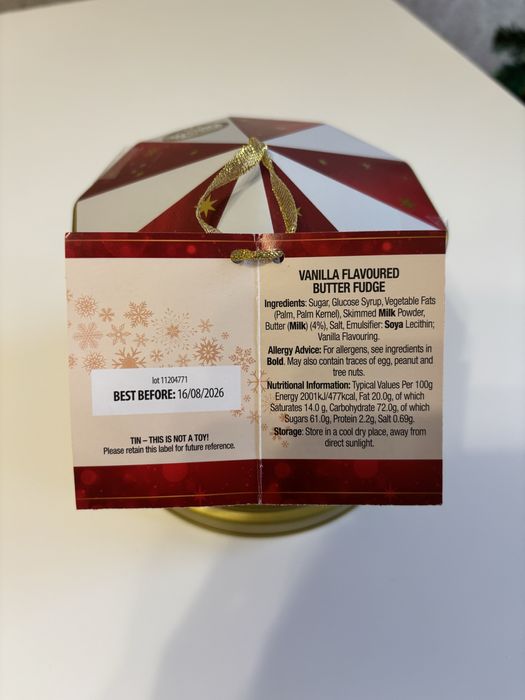 lot 11204771
BEST BEFORE: 16/08/2026
TIN – THIS IS NOT A TOY!
Please retain this label for future reference.
VANILLA FLAVOURED
BUTTER FUDGE
Ingredients: Sugar, Glucose Syrup, Vegetable Fats
(Palm, Palm Kernel), Skimmed Milk Powder,
Butter (Milk) (4%), Salt, Emulsifier: Soya Lecithin;
Vanilla Flavouring.
Allergy Advice: For allergens, see ingredients in
Bold. May also contain traces of egg, peanut and
tree nuts.
Nutritional Information: Typical Values Per 100g
Energy 2001kJ/477kcal, Fat 20.0g, of which
Saturates 14.0 g, Carbohydrate 72.0g, of which
Sugars 61.0g, Protein 2.2g, Salt 0.69g.
Storage: Store in a cool dry place, away from
direct sunlight.